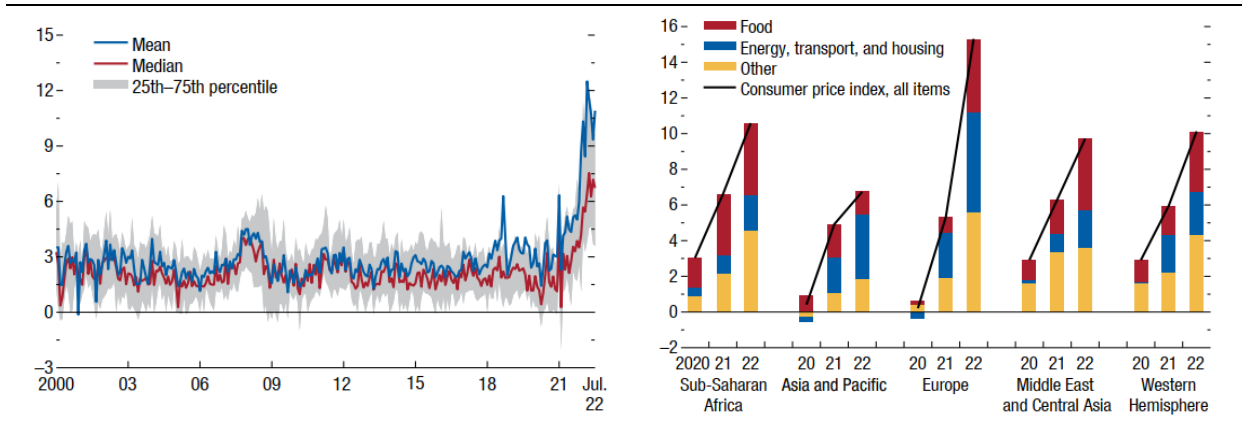 15
12
9
6
3
0
−3
Mean
Median
25th–75th percentile
2000 03 06 09 12 15 18 21 Jul.
22
16
14
12
10
8
6
4
2
0
−2
Food
Energy, transport, and housing
Other
Consumer price index, all items
2020 21 22 20 21 22 20 21 22 20 21 22 20 21 22
Sub-Saharan Asia and Pacific Europe Middle East Western
Africa and Central Asia Hemisphere